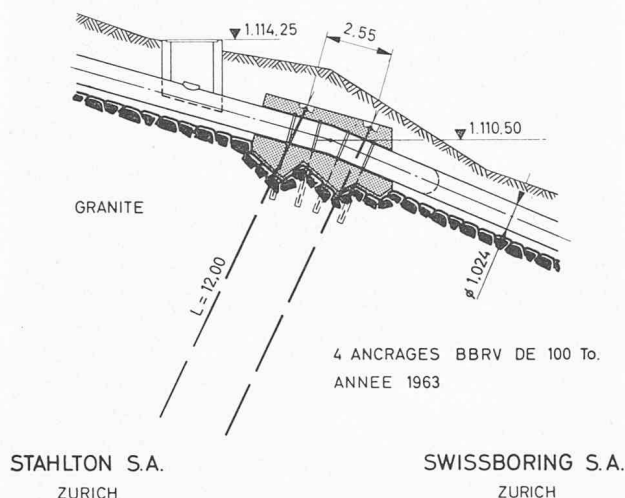 1.114,25
2.55
1.110,50
GRANITE
L = 12,00
ϕ 1.024
4 ANCRAGES BBRV DE 100 To.
ANNEE 1963
STAHLTON S.A.
ZURICH
SWISSBORING S.A.
ZURICH